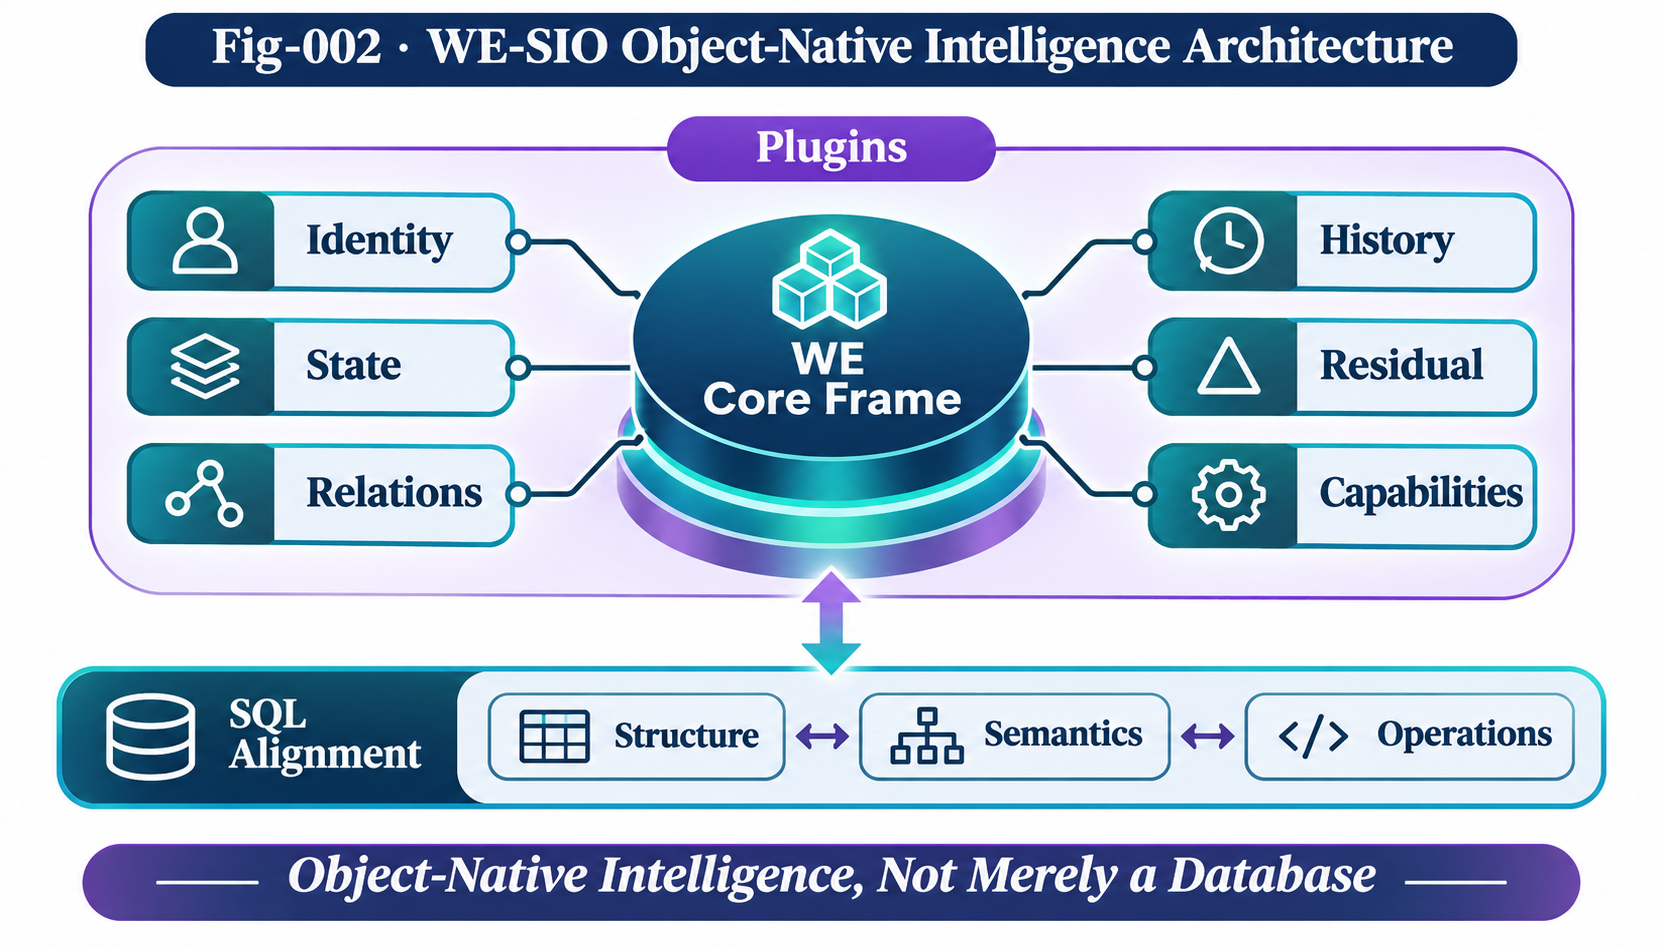 Fig-002 · WE-SIO Object-Native Intelligence Architecture
Plugins
Identity
State
Relations
WE
Core Frame
History
Residual
Capabilities
SQL
Alignment
Structure
Semantics
</> Operations
Object-Native Intelligence, Not Merely a Database